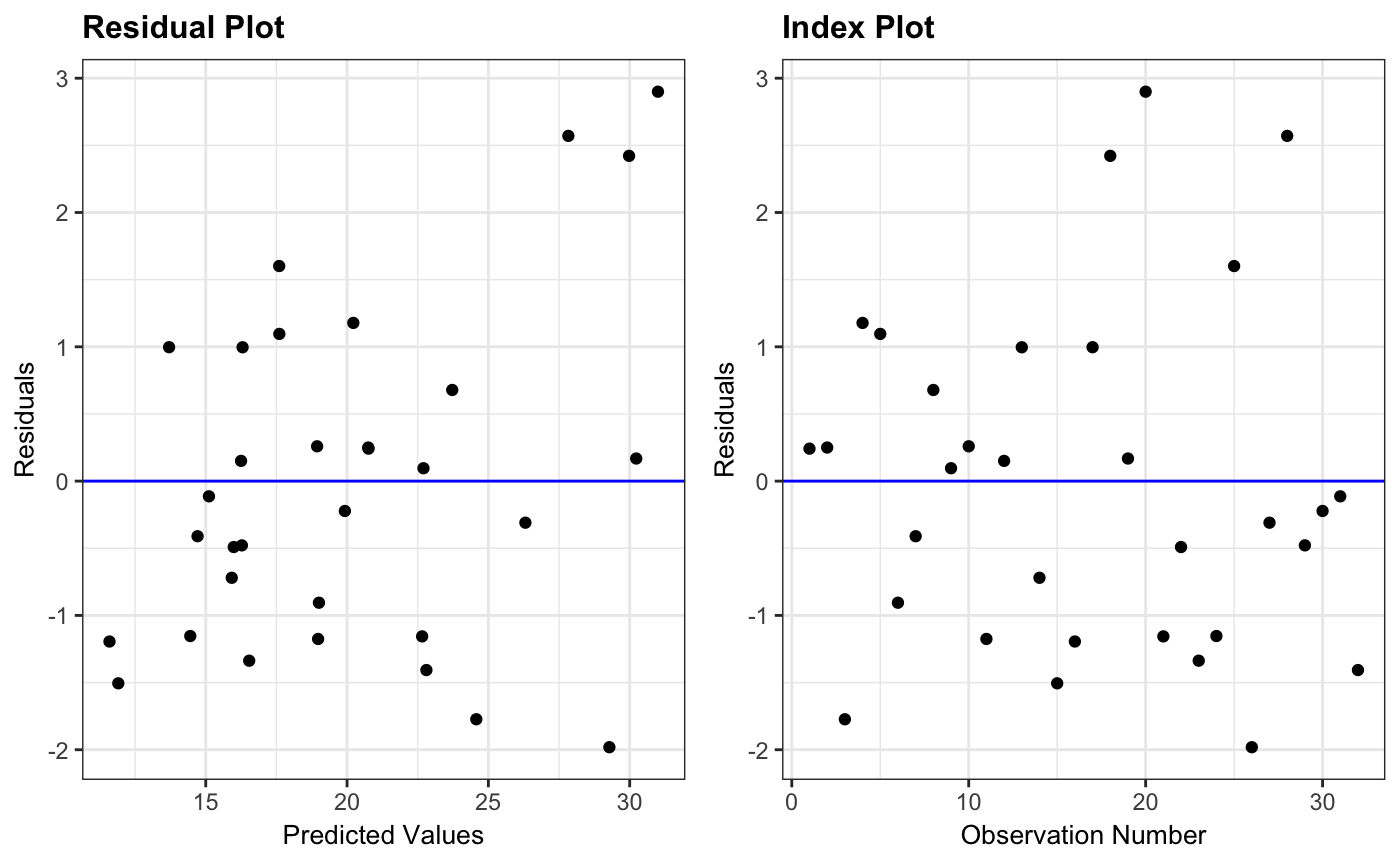 Residual Plot
3
2
1
0
-1
-2
Residuals
15 20 25 30
Predicted Values
Index Plot
3
2
1
0
-1
-2
Residuals
0 10 20 30
Observation Number